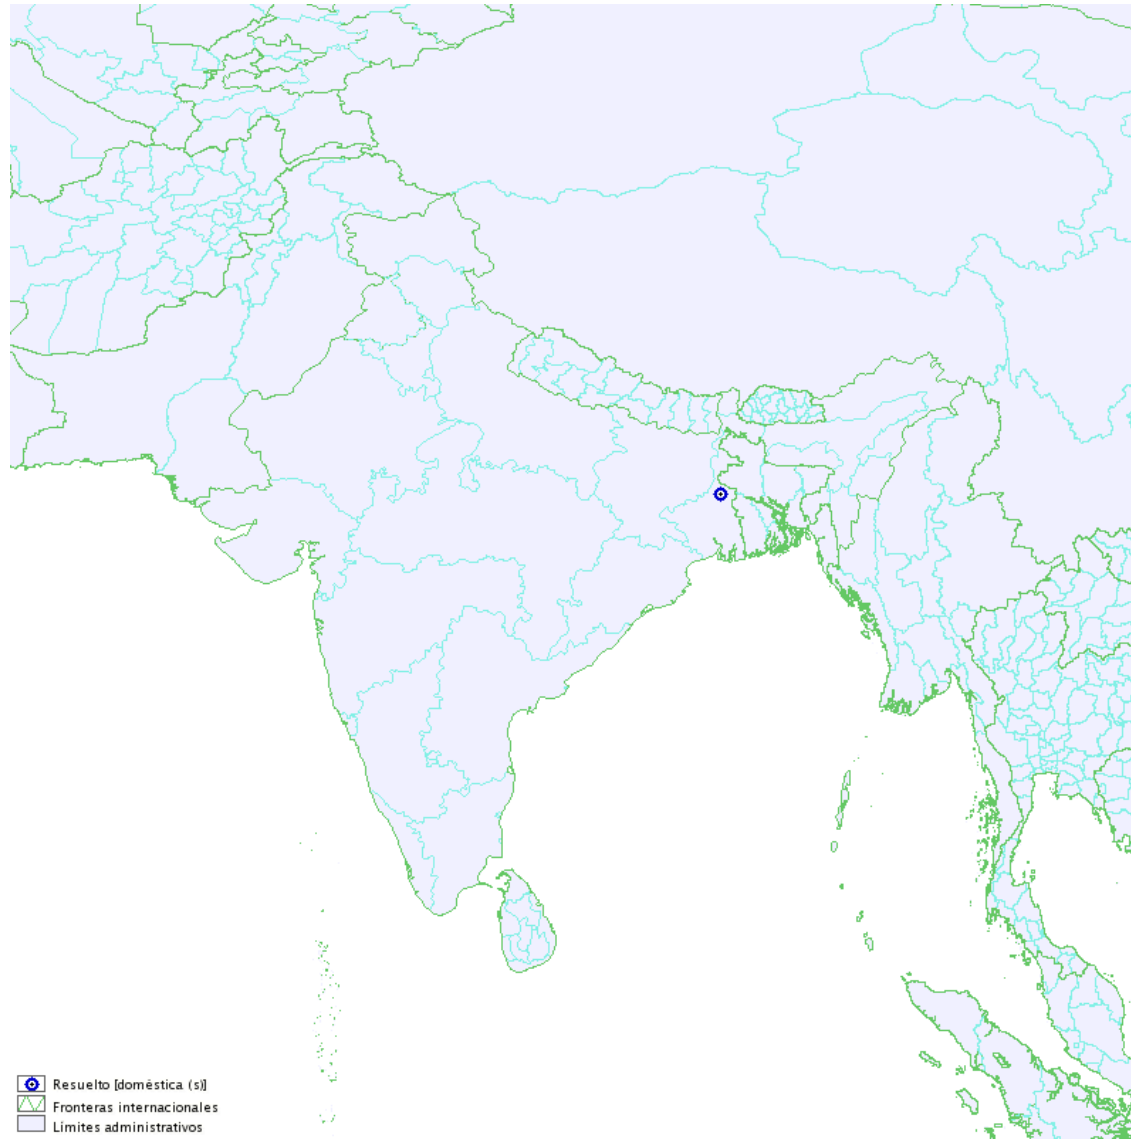 Resuelto [doméstica (s)]
Fronteras internacionales
Límites administrativos